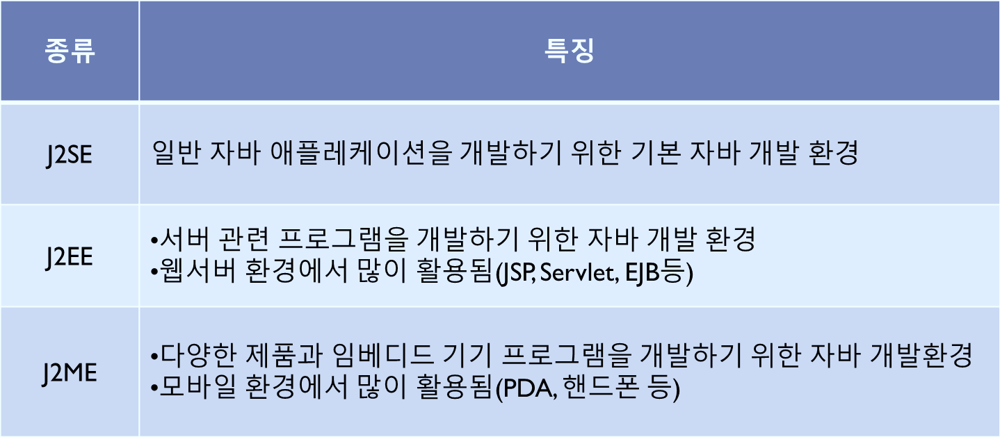 종류
특징
J2SE
일반 자바 애플레케이션을 개발하기 위한 기본 자바 개발 환경
J2EE
•서버 관련 프로그램을 개발하기 위한 자바 개발 환경
•웹서버 환경에서 많이 활용됨(JSP, Servlet, EJB등)
J2ME
•다양한 제품과 임베디드 기기 프로그램을 개발하기 위한 자바 개발환경
•모바일 환경에서 많이 활용됨(PDA, 핸드폰 등)